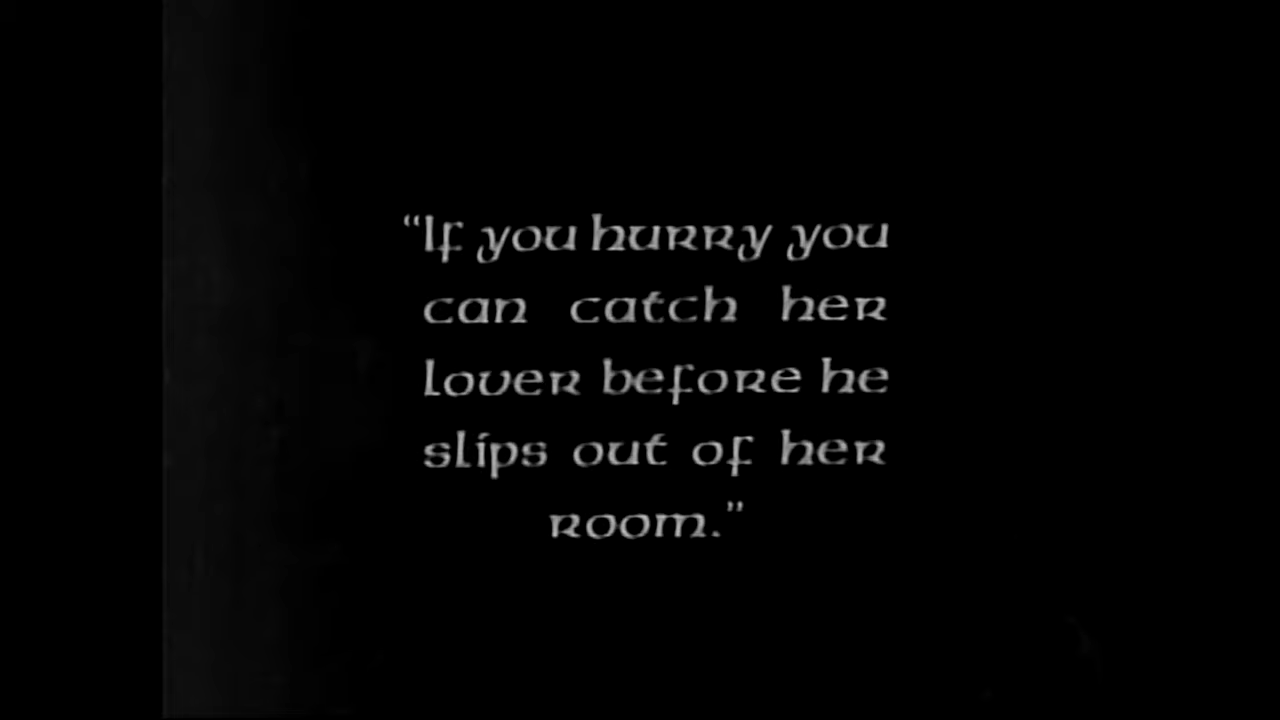 “If you hurry you
can catch her
lover before he
slips out of her
room.”